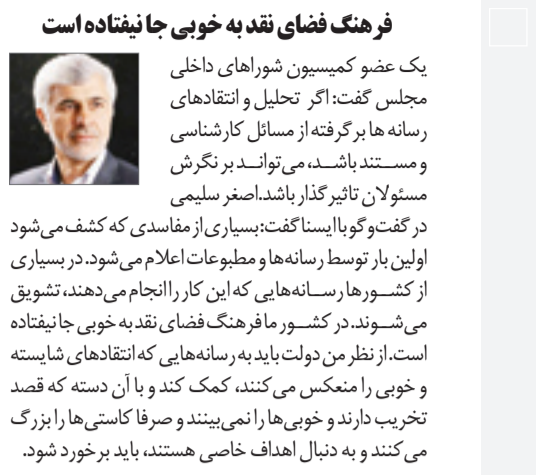 فرهنگ فضای نقد به خوبی جا نیفتاده است
یک عضو کمیسیون شوراهای داخلی
مجلس گفت: اگر تحلیل و انتقادهای
رسانه ها برگرفته از مسائل کارشناسی
و مستند باشد، می‌تواند بر نگرش
مسئولان تاثیر گذار باشد.اصغر سلیمی
در گفت‌وگو با ایسنا گفت: بسیاری از مفاسدی که کشف می‌شود
اولین بار توسط رسانه‌ها و مطبوعات اعلام می‌شود. در بسیاری
از کشورها رسانه‌هایی که این کار را انجام می‌دهند، تشویق
می‌شوند. در کشور ما فرهنگ فضای نقد به خوبی جا نیفتاده
است. از نظر من دولت باید به رسانه‌هایی که انتقادهای شایسته
و خوبی را منعکس می‌کنند، کمک کند و با آن دسته که قصد
تخریب دارند و خوبی‌ها را نمی‌بینند و صرفا کاستی‌ها را بزرگ
می‌کنند و به دنبال اهداف خاصی هستند، باید برخورد شود.